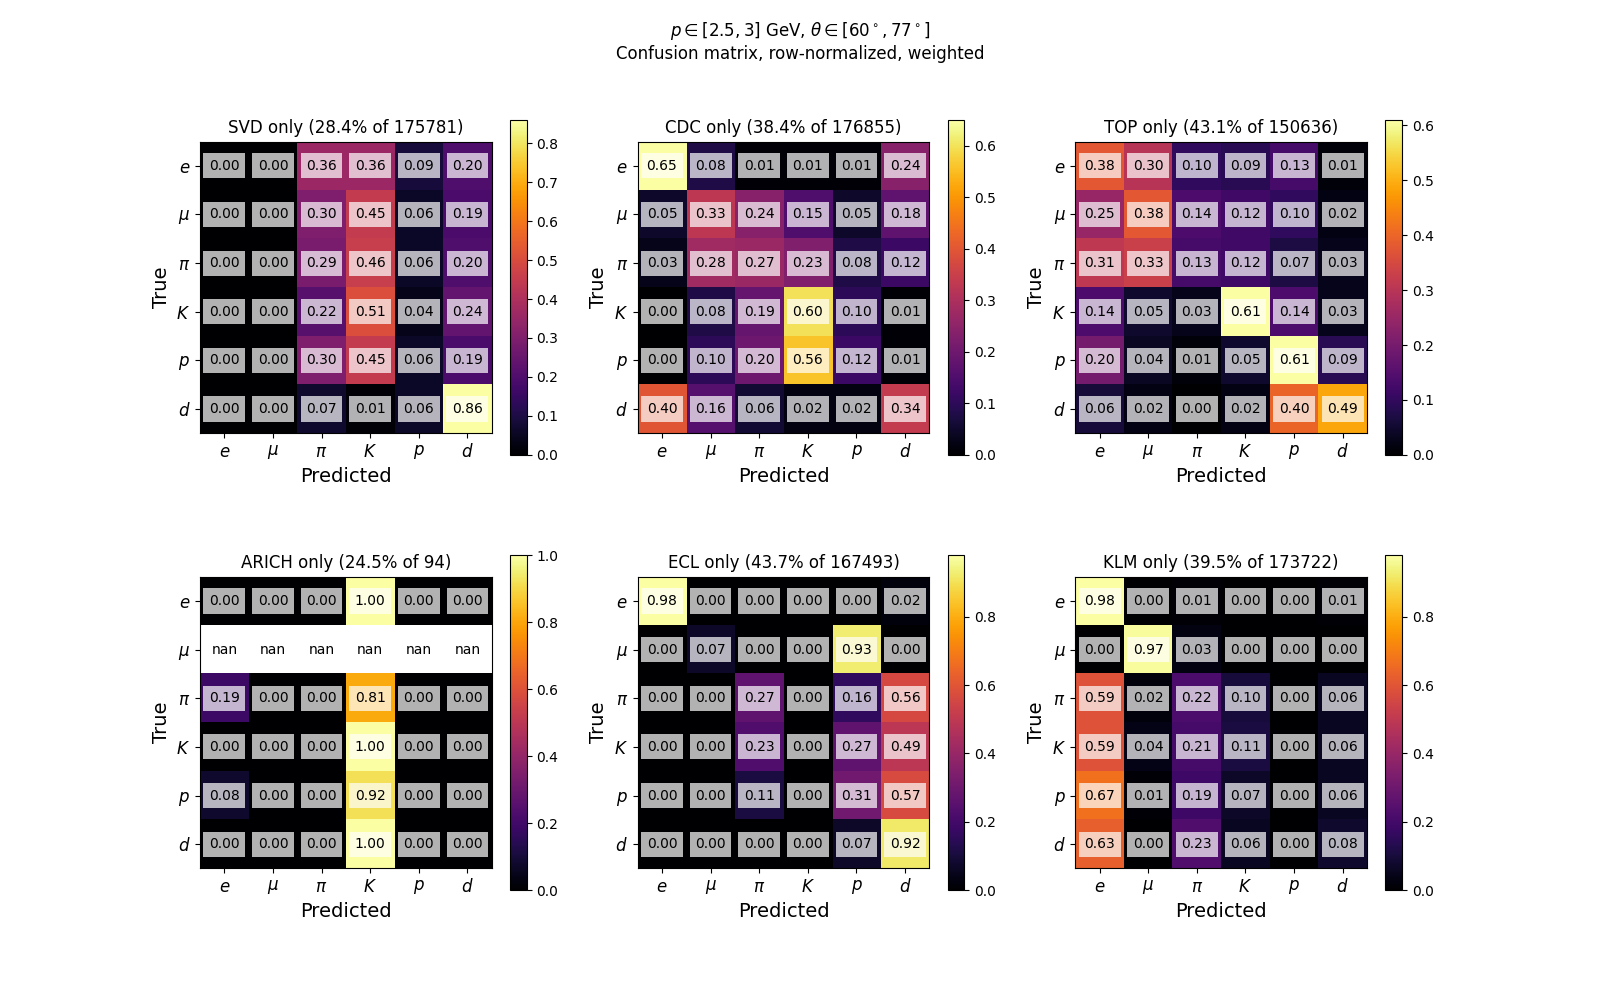 p ∈ [2.5, 3] GeV, θ ∈ [60°, 77°]
Confusion matrix, row-normalized, weighted
SVD only (28.4% of 175781)
True
e 0.00 0.00 0.36 0.36 0.09 0.20
μ 0.00 0.00 0.30 0.45 0.06 0.19
π 0.00 0.00 0.29 0.46 0.06 0.20
K 0.00 0.00 0.22 0.51 0.04 0.24
p 0.00 0.00 0.30 0.45 0.06 0.19
d 0.00 0.00 0.07 0.01 0.06 0.86
e μ π K p d
Predicted
0.8
0.7
0.6
0.5
0.4
0.3
0.2
0.1
0.0
CDC only (38.4% of 176855)
True
e 0.65 0.08 0.01 0.01 0.01 0.24
μ 0.05 0.33 0.24 0.15 0.05 0.18
π 0.03 0.28 0.27 0.23 0.08 0.12
K 0.00 0.08 0.19 0.60 0.10 0.01
p 0.00 0.10 0.20 0.56 0.12 0.01
d 0.40 0.16 0.06 0.02 0.02 0.34
e μ π K p d
Predicted
0.6
0.5
0.4
0.3
0.2
0.1
0.0
TOP only (43.1% of 150636)
True
e 0.38 0.30 0.10 0.09 0.13 0.01
μ 0.25 0.38 0.14 0.12 0.10 0.02
π 0.31 0.33 0.13 0.12 0.07 0.03
K 0.14 0.05 0.03 0.61 0.14 0.03
p 0.20 0.04 0.01 0.05 0.61 0.09
d 0.06 0.02 0.00 0.02 0.40 0.49
e μ π K p d
Predicted
0.6
0.5
0.4
0.3
0.2
0.1
0.0
ARICH only (24.5% of 94)
True
e 0.00 0.00 0.00 1.00 0.00 0.00
μ nan nan nan nan nan nan
π 0.19 0.00 0.00 0.81 0.00 0.00
K 0.00 0.00 0.00 1.00 0.00 0.00
p 0.08 0.00 0.00 0.92 0.00 0.00
d 0.00 0.00 0.00 1.00 0.00 0.00
e μ π K p d
Predicted
1.0
0.8
0.6
0.4
0.2
0.0
ECL only (43.7% of 167493)
True
e 0.98 0.00 0.00 0.00 0.00 0.02
μ 0.00 0.07 0.00 0.00 0.93 0.00
π 0.00 0.00 0.27 0.00 0.16 0.56
K 0.00 0.00 0.23 0.00 0.27 0.49
p 0.00 0.00 0.11 0.00 0.31 0.57
d 0.00 0.00 0.00 0.00 0.07 0.92
e μ π K p d
Predicted
0.8
0.6
0.4
0.2
0.0
KLM only (39.5% of 173722)
True
e 0.98 0.00 0.01 0.00 0.00 0.01
μ 0.00 0.97 0.03 0.00 0.00 0.00
π 0.59 0.02 0.22 0.10 0.00 0.06
K 0.59 0.04 0.21 0.11 0.00 0.06
p 0.67 0.01 0.19 0.07 0.00 0.06
d 0.63 0.00 0.23 0.06 0.00 0.08
e μ π K p d
Predicted
0.8
0.6
0.4
0.2
0.0